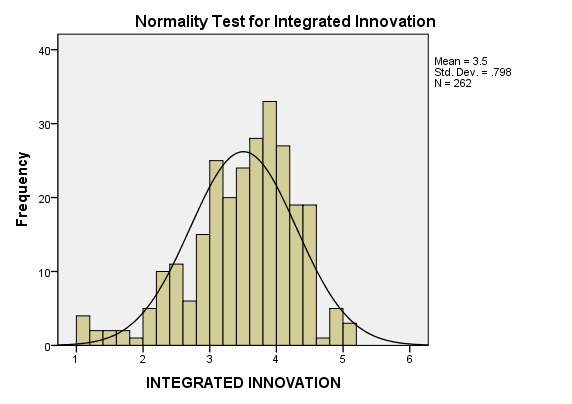 Normality Test for Integrated Innovation
40
30
20
10
0
Frequency
1 2 3 4 5 6
INTEGRATED INNOVATION
Mean = 3.5
Std. Dev. = .798
N = 262